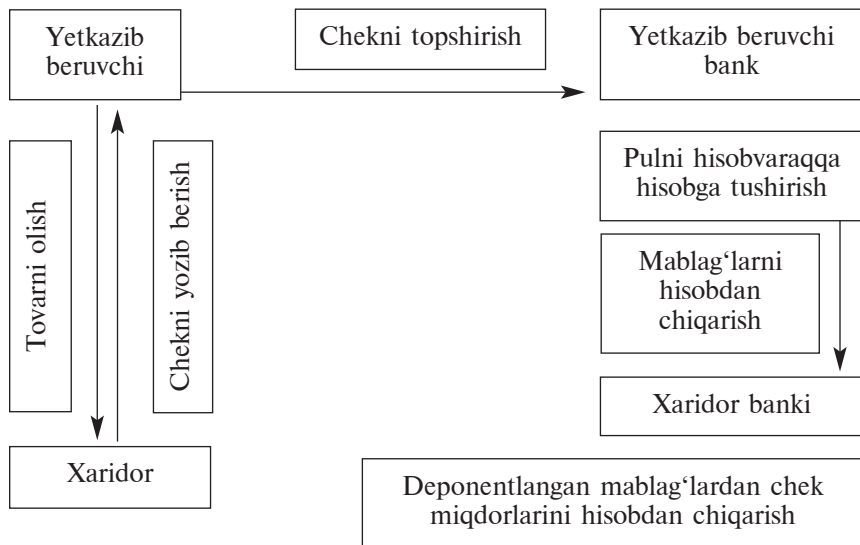 Yetkazib
beruvchi
Chekni topshirish
Yetkazib beruvchi
bank
Tovarni olish
Chekni yozib berish
Pulni hisobvaraqqa
hisobga tushirish
Mablag‘larni
hisobdan
chiqarish
Xaridor banki
Xaridor
Deponentlangan mablag‘lardan chek
miqdorlarini hisobdan chiqarish